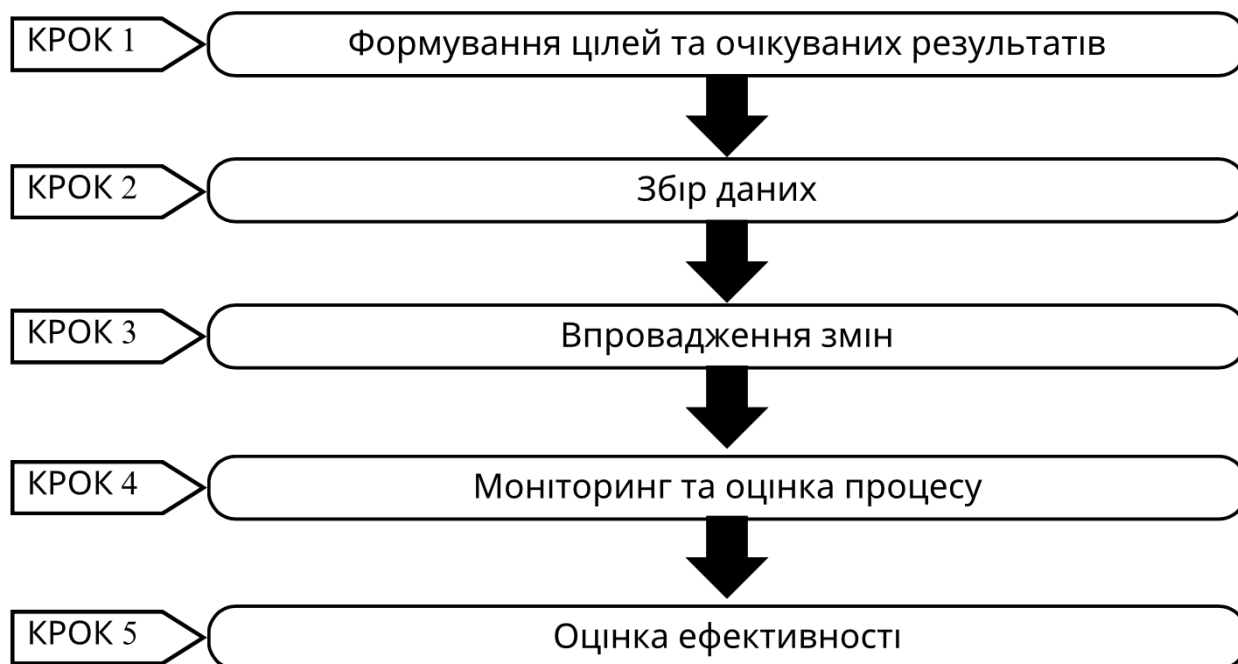 КРОК 1
Формування цілей та очікуваних результатів
КРОК 2
Збір даних
КРОК 3
Впровадження змін
КРОК 4
Моніторинг та оцінка процесу
КРОК 5
Оцінка ефективності